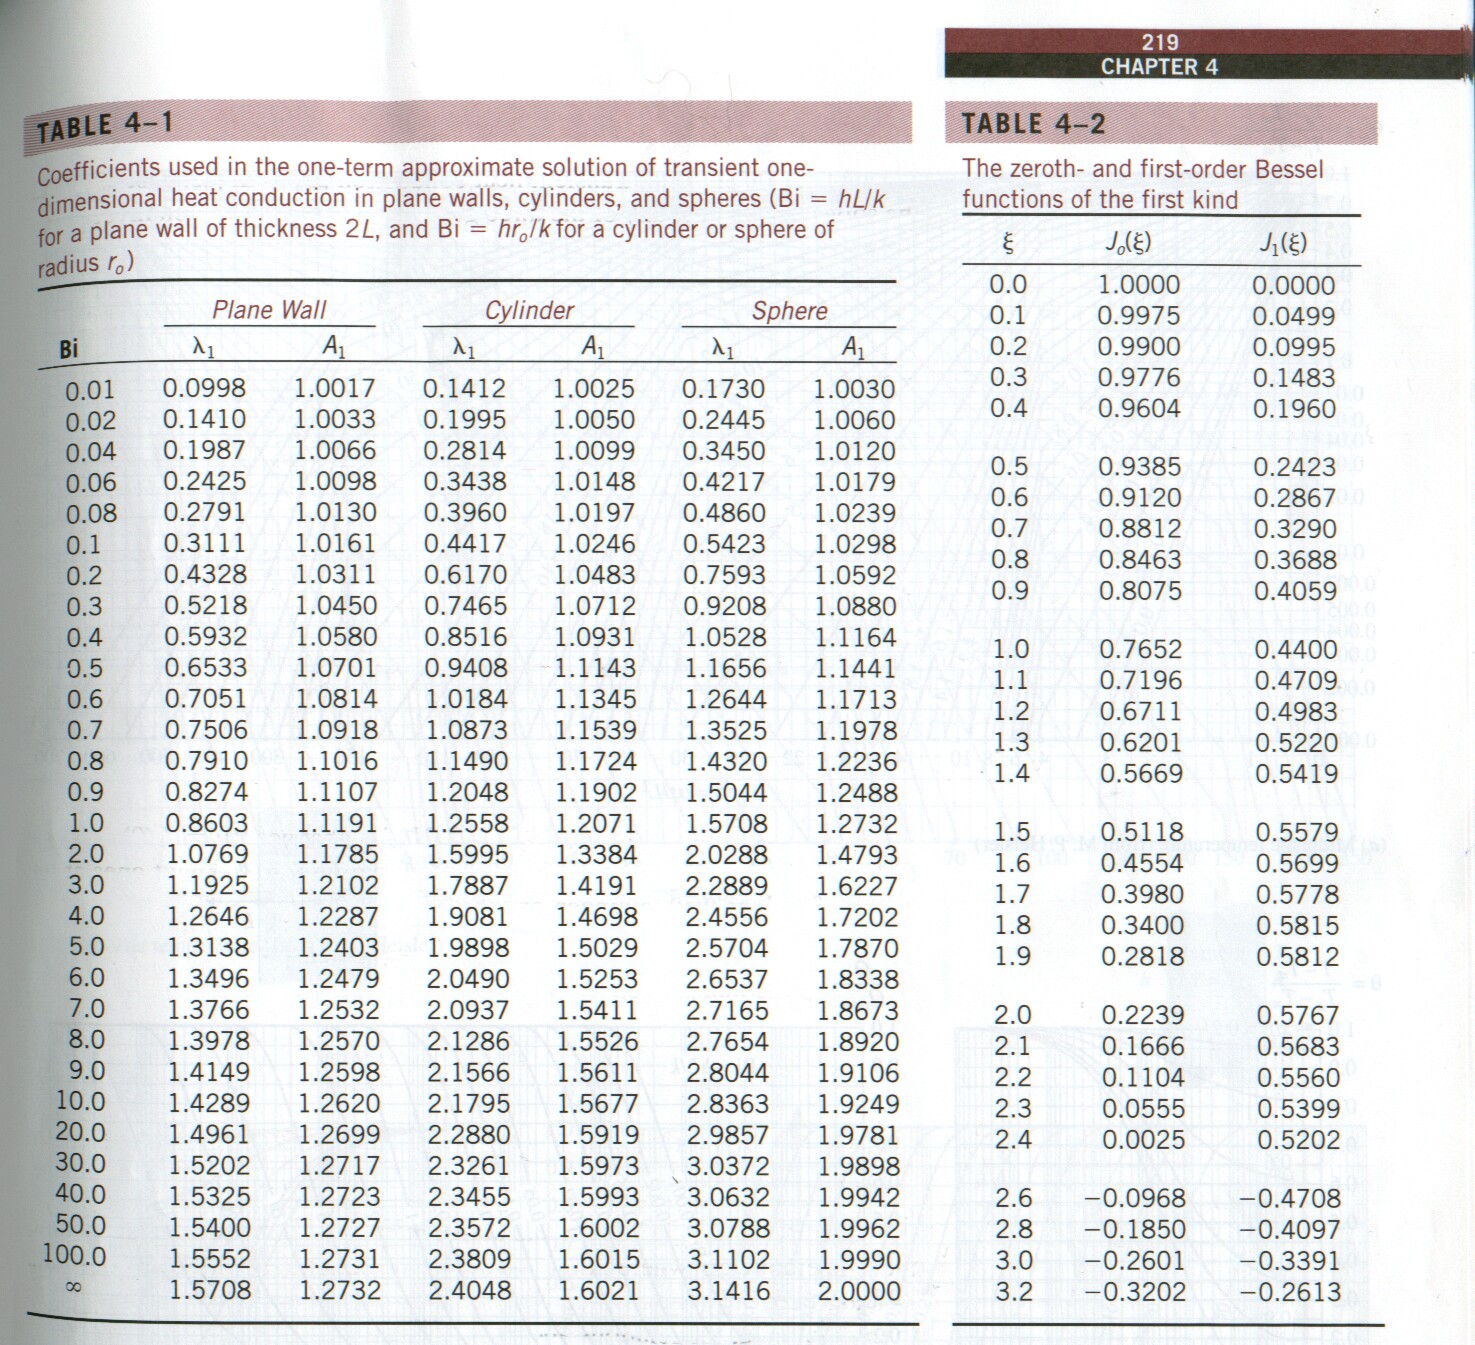 219
CHAPTER 4
TABLE 4–1
Coefficients used in the one-term approximate solution of transient one-
dimensional heat conduction in plane walls, cylinders, and spheres (Bi = hL/k
for a plane wall of thickness 2L, and Bi = hrₒ/k for a cylinder or sphere of
radius rₒ)
Plane Wall Cylinder Sphere
Bi λ₁ A₁ λ₁ A₁ λ₁ A₁
0.01 0.0998 1.0017 0.1412 1.0025 0.1730 1.0030
0.02 0.1410 1.0033 0.1995 1.0050 0.2445 1.0060
0.04 0.1987 1.0066 0.2814 1.0099 0.3450 1.0120
0.06 0.2425 1.0098 0.3438 1.0148 0.4217 1.0179
0.08 0.2791 1.0130 0.3960 1.0197 0.4860 1.0239
0.1 0.3111 1.0161 0.4417 1.0246 0.5423 1.0298
0.2 0.4328 1.0311 0.6170 1.0483 0.7593 1.0592
0.3 0.5218 1.0450 0.7465 1.0712 0.9208 1.0880
0.4 0.5932 1.0580 0.8516 1.0931 1.0528 1.1164
0.5 0.6533 1.0701 0.9408 1.1143 1.1656 1.1441
0.6 0.7051 1.0814 1.0184 1.1345 1.2644 1.1713
0.7 0.7506 1.0918 1.0873 1.1539 1.3525 1.1978
0.8 0.7910 1.1016 1.1490 1.1724 1.4320 1.2236
0.9 0.8274 1.1107 1.2048 1.1902 1.5044 1.2488
1.0 0.8603 1.1191 1.2558 1.2071 1.5708 1.2732
2.0 1.0769 1.1785 1.5995 1.3384 2.0288 1.4793
3.0 1.1925 1.2102 1.7887 1.4191 2.2889 1.6227
4.0 1.2646 1.2287 1.9081 1.4698 2.4556 1.7202
5.0 1.3138 1.2403 1.9898 1.5029 2.5704 1.7870
6.0 1.3496 1.2479 2.0490 1.5253 2.6537 1.8338
7.0 1.3766 1.2532 2.0937 1.5411 2.7165 1.8673
8.0 1.3978 1.2570 2.1286 1.5526 2.7654 1.8920
9.0 1.4149 1.2598 2.1566 1.5611 2.8044 1.9106
10.0 1.4289 1.2620 2.1795 1.5677 2.8363 1.9249
20.0 1.4961 1.2699 2.2880 1.5919 2.9857 1.9781
30.0 1.5202 1.2717 2.3261 1.5973 3.0372 1.9898
40.0 1.5325 1.2723 2.3455 1.5993 3.0632 1.9942
50.0 1.5400 1.2727 2.3572 1.6002 3.0788 1.9962
100.0 1.5552 1.2731 2.3809 1.6015 3.1102 1.9990
∞ 1.5708 1.2732 2.4048 1.6021 3.1416 2.0000
TABLE 4–2
The zeroth- and first-order Bessel
functions of the first kind
ξ Jₒ(ξ) J₁(ξ)
0.0 1.0000 0.0000
0.1 0.9975 0.0499
0.2 0.9900 0.0995
0.3 0.9776 0.1483
0.4 0.9604 0.1960
0.5 0.9385 0.2423
0.6 0.9120 0.2867
0.7 0.8812 0.3290
0.8 0.8463 0.3688
0.9 0.8075 0.4059
1.0 0.7652 0.4400
1.1 0.7196 0.4709
1.2 0.6711 0.4983
1.3 0.6201 0.5220
1.4 0.5669 0.5419
1.5 0.5118 0.5579
1.6 0.4554 0.5699
1.7 0.3980 0.5778
1.8 0.3400 0.5815
1.9 0.2818 0.5812
2.0 0.2239 0.5767
2.1 0.1666 0.5683
2.2 0.1104 0.5560
2.3 0.0555 0.5399
2.4 0.0025 0.5202
2.6 −0.0968 −0.4708
2.8 −0.1850 −0.4097
3.0 −0.2601 −0.3391
3.2 −0.3202 −0.2613